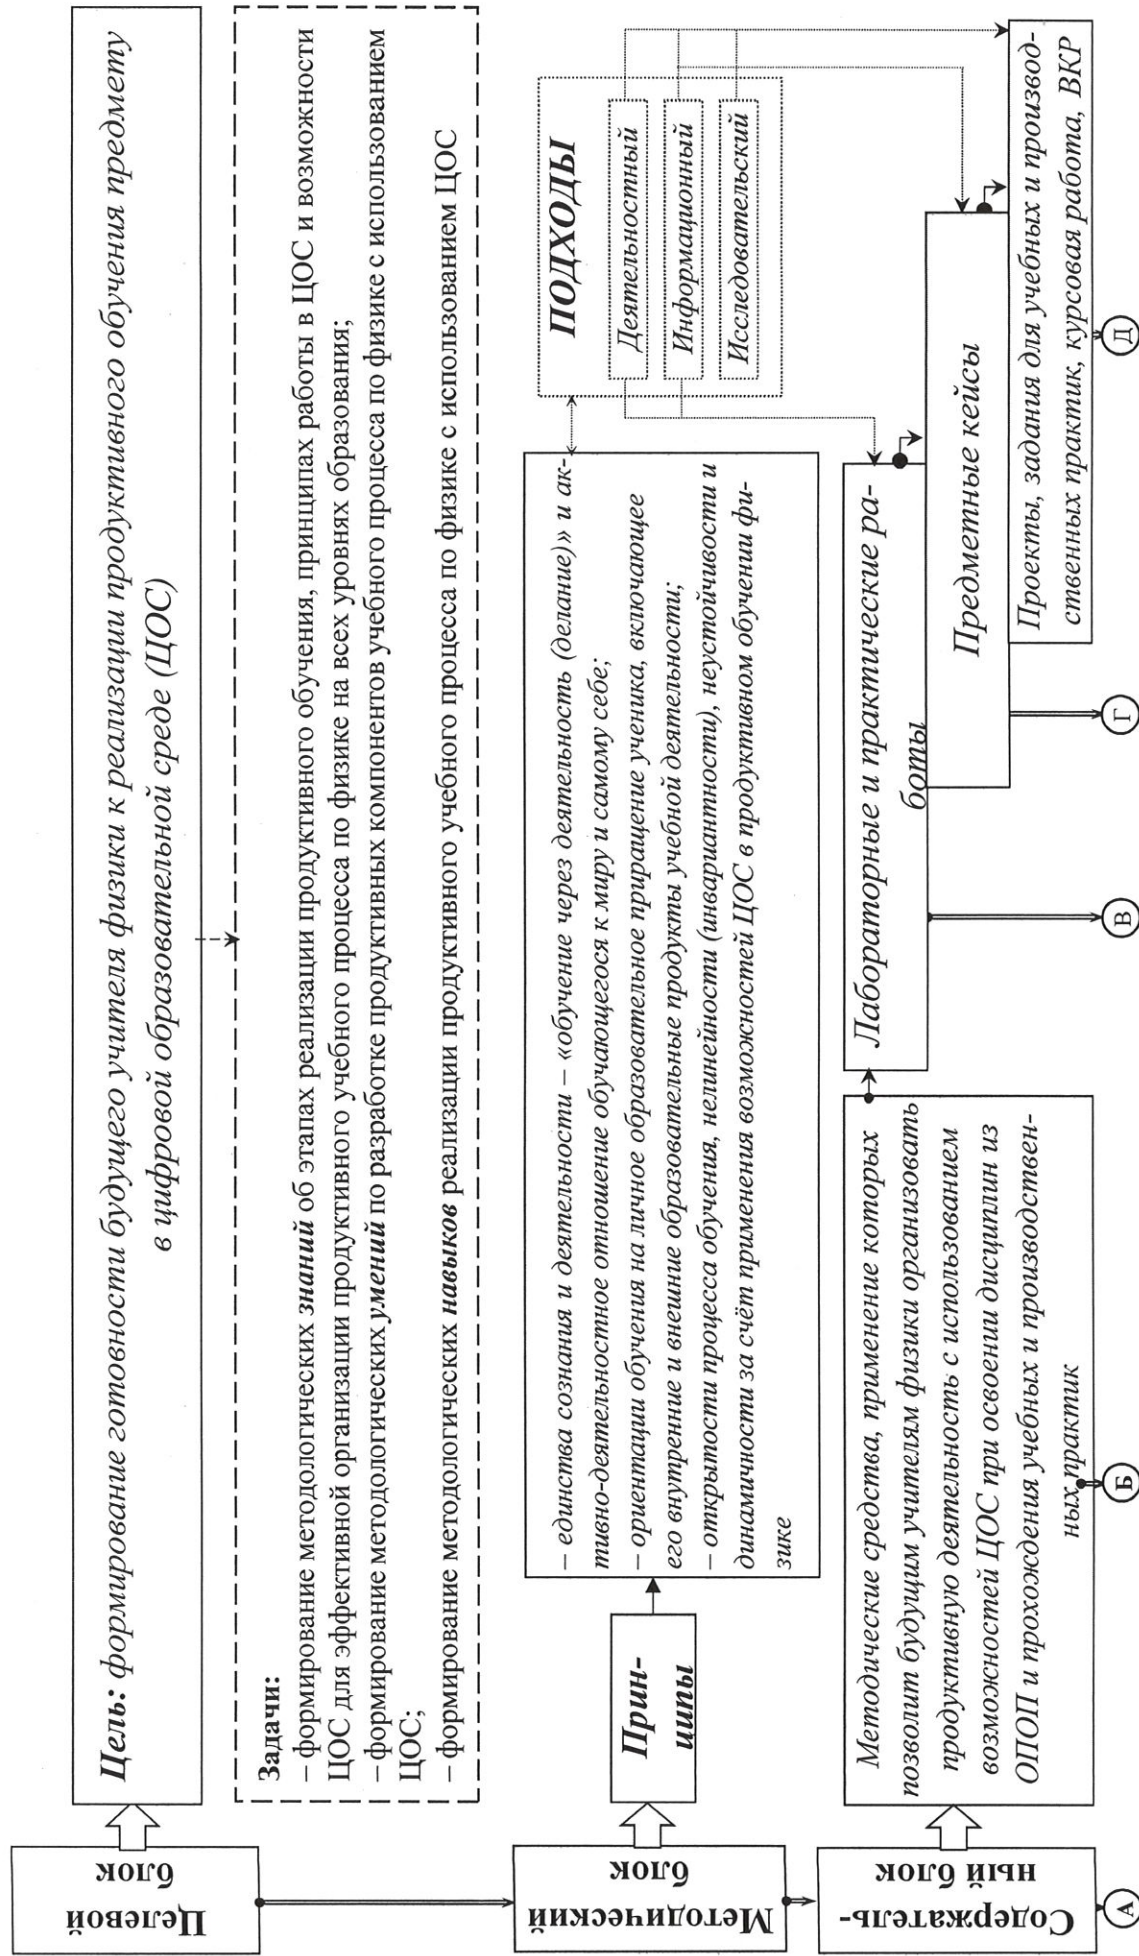 Целевой
блок
Цель: формирование готовности будущего учителя физики к реализации продуктивного обучения предмету
в цифровой образовательной среде (ЦОС)
Задачи:
– формирование методологических знаний об этапах реализации продуктивного обучения, принципах работы в ЦОС и возможности
ЦОС для эффективной организации продуктивного учебного процесса по физике на всех уровнях образования;
– формирование методологических умений по разработке продуктивных компонентов учебного процесса по физике с использованием
ЦОС;
– формирование методологических навыков реализации продуктивного учебного процесса по физике с использованием ЦОС
Методический
блок
Прин-
ципы
– единства сознания и деятельности – «обучение через деятельность (делание)» и ак-
тивно-деятельностное отношение обучающегося к миру и самому себе;
– ориентации обучения на личное образовательное приращение ученика, включающее
его внутренние и внешние образовательные продукты учебной деятельности;
– открытости процесса обучения, нелинейности (инвариантности), неустойчивости и
динамичности за счёт применения возможностей ЦОС в продуктивном обучении фи-
зике
ПОДХОДЫ
Деятельностный
Информационный
Исследовательский
Содержатель-
ный блок
Методические средства, применение которых
позволит будущим учителям физики организовать
продуктивную деятельность с использованием
возможностей ЦОС при освоении дисциплин из
ОПОП и прохождения учебных и производствен-
ных практик
Лабораторные и практические ра-
боты
Предметные кейсы
Проекты, задания для учебных и производ-
ственных практик, курсовая работа, ВКР
А
Б
В
Г
Д